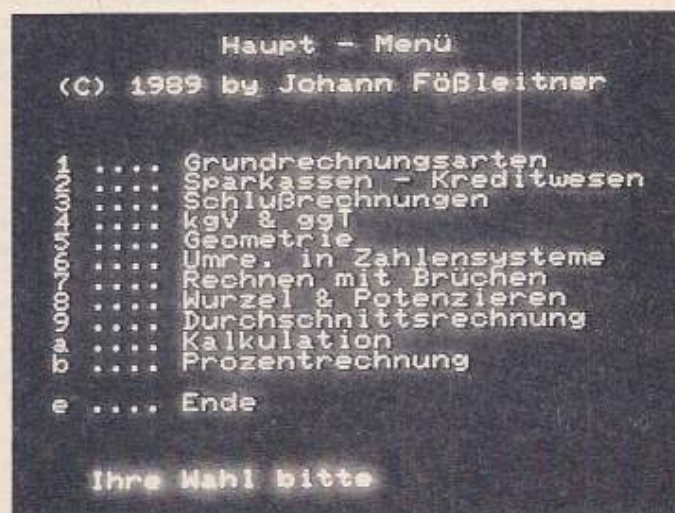 Haupt - Menü
(C) 1989 by Johann Fößleitner
1 .... Grundrechnungsarten
2 .... Sparkassen - Kreditwesen
3 .... Schlußrechnungen
4 .... kgV & ggT
5 .... Geometrie
6 .... Umre. in Zahlensysteme
7 .... Rechnen mit Brüchen
8 .... Wurzel & Potenzieren
9 .... Durchschnittsrechnung
a .... Kalkulation
b .... Prozentrechnung
e .... Ende
Ihre Wahl bitte